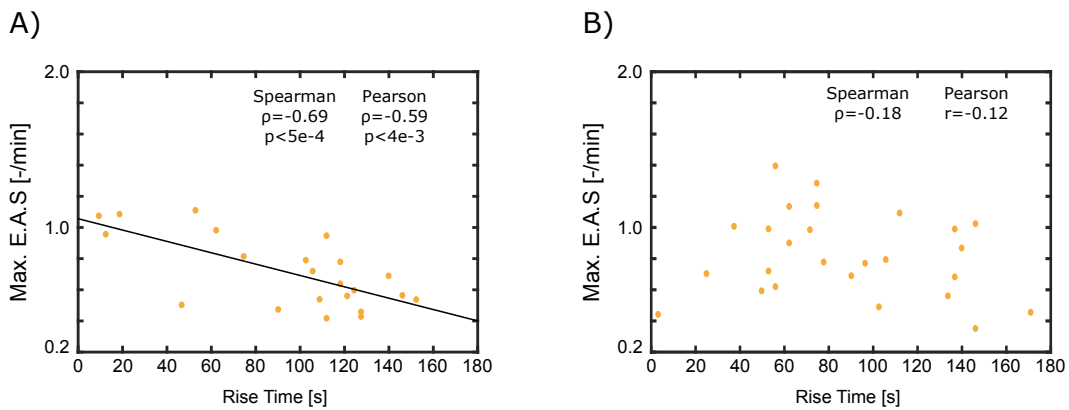 A)
2.0
1.0
0.2
Max. E.A.S [-/min]
Spearman Pearson
ρ=-0.69 ρ=-0.59
p<5e-4 p<4e-3
0 20 40 60 80 100 120 140 160 180
Rise Time [s]
B)
2.0
1.0
0.2
Max. E.A.S [-/min]
Spearman Pearson
ρ=-0.18 r=-0.12
0 20 40 60 80 100 120 140 160 180
Rise Time [s]